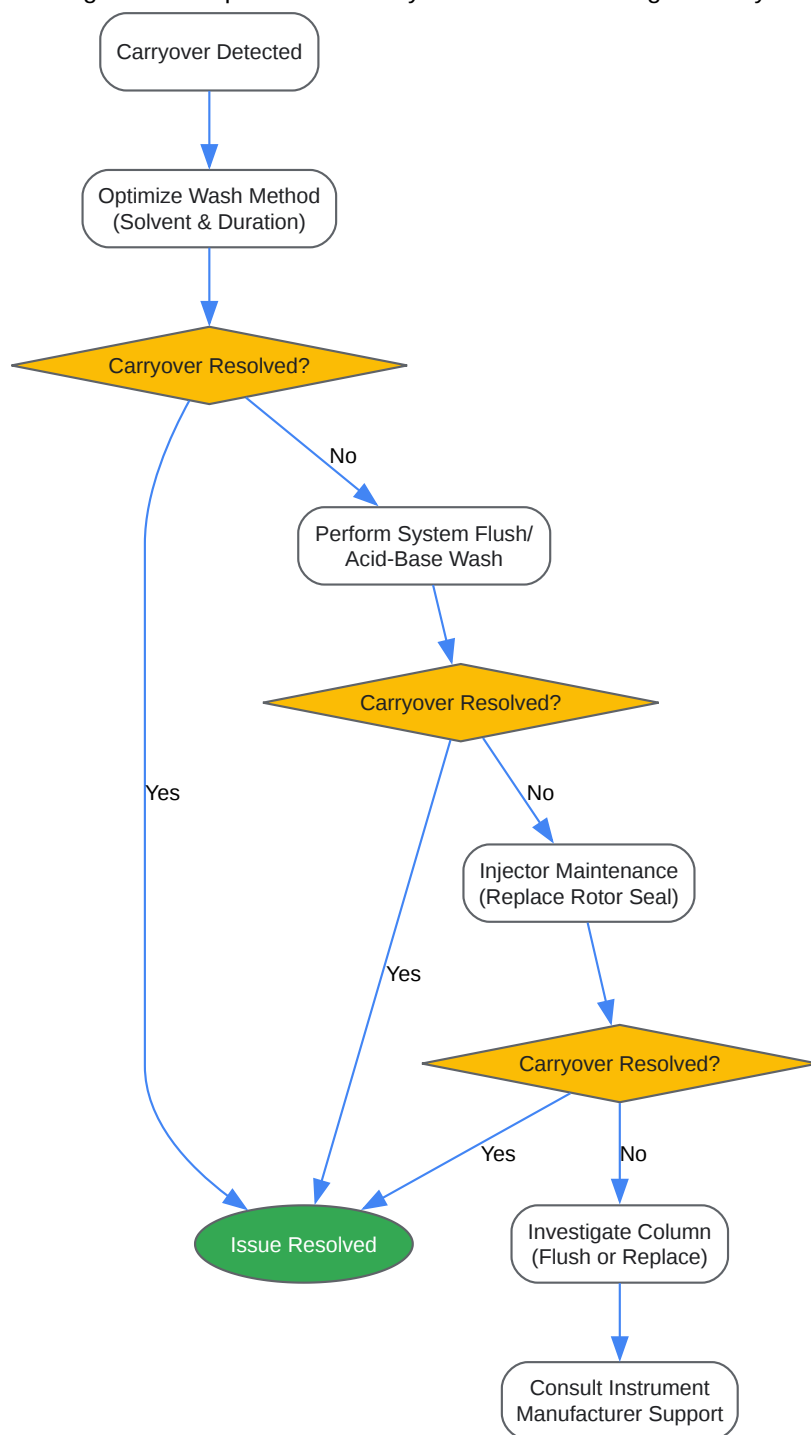 Carryover Detected
Optimize Wash Method
(Solvent & Duration)
Carryover Resolved?
No
Perform System Flush/
Acid-Base Wash
Carryover Resolved?
Yes
No
Injector Maintenance
(Replace Rotor Seal)
Yes
Carryover Resolved?
Yes
No
Issue Resolved
Investigate Column
(Flush or Replace)
Consult Instrument
Manufacturer Support